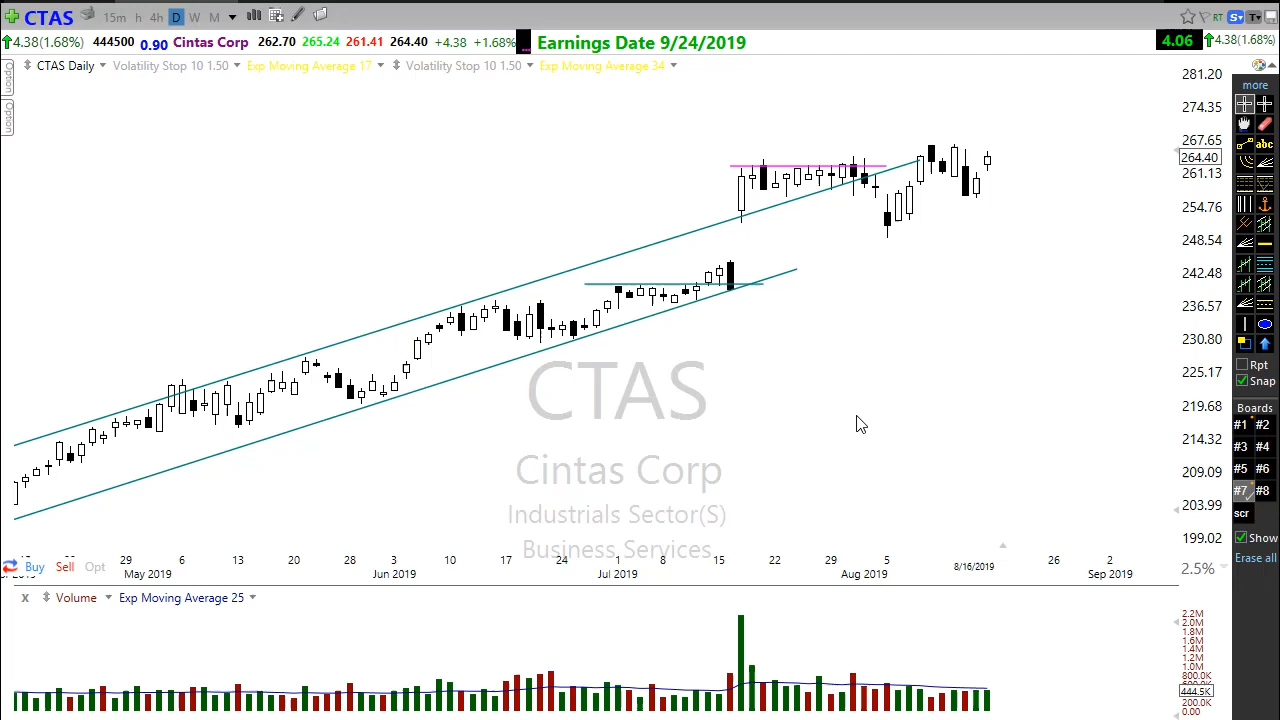 CTAS 15m h 4h D W M RT S T
4.38(1.68%) 444500 0.90 Cintas Corp 262.70 265.24 261.41 264.40 +4.38 +1.68% Earnings Date 9/24/2019 4.06 4.38(1.68%)
CTAS Daily Volatility Stop 10 1.50 Exp Moving Average 17 Volatility Stop 10 1.50 Exp Moving Average 34
Option
Option
281.20
274.35
267.65
264.40
261.13
254.76
248.54
242.48
236.57
230.80
225.17
219.68
214.32
209.09
203.99
199.02
more
abc
Rpt
Snap
Boards
#1 #2
#3 #4
#5 #6
#7 #8
scr
Show
Erase all
CTAS
Cintas Corp
Industrials Sector(S)
Business Services
29 6 13 20 28 3 10 17 24 1 8 15 22 29 5 8/16/2019 26 2
Buy Sell Opt May 2019 Jun 2019 Jul 2019 Aug 2019 Sep 2019 2.5%
x Volume Exp Moving Average 25
2.2M
2.0M
1.8M
1.6M
1.4M
1.2M
1.0M
800.0K
444.5K
200.0K
0.00